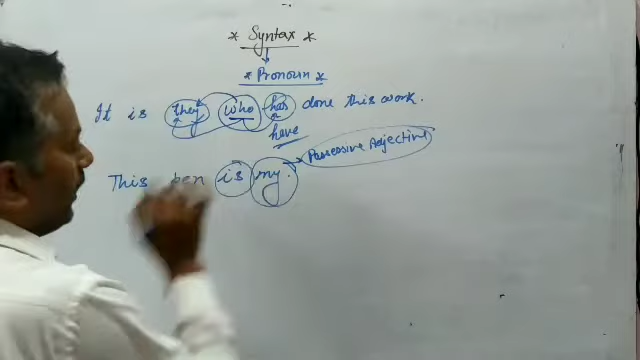 * Syntax *
* Pronoun *
It is they who has done this work.
have
This pen is my. → Possessive Adjective